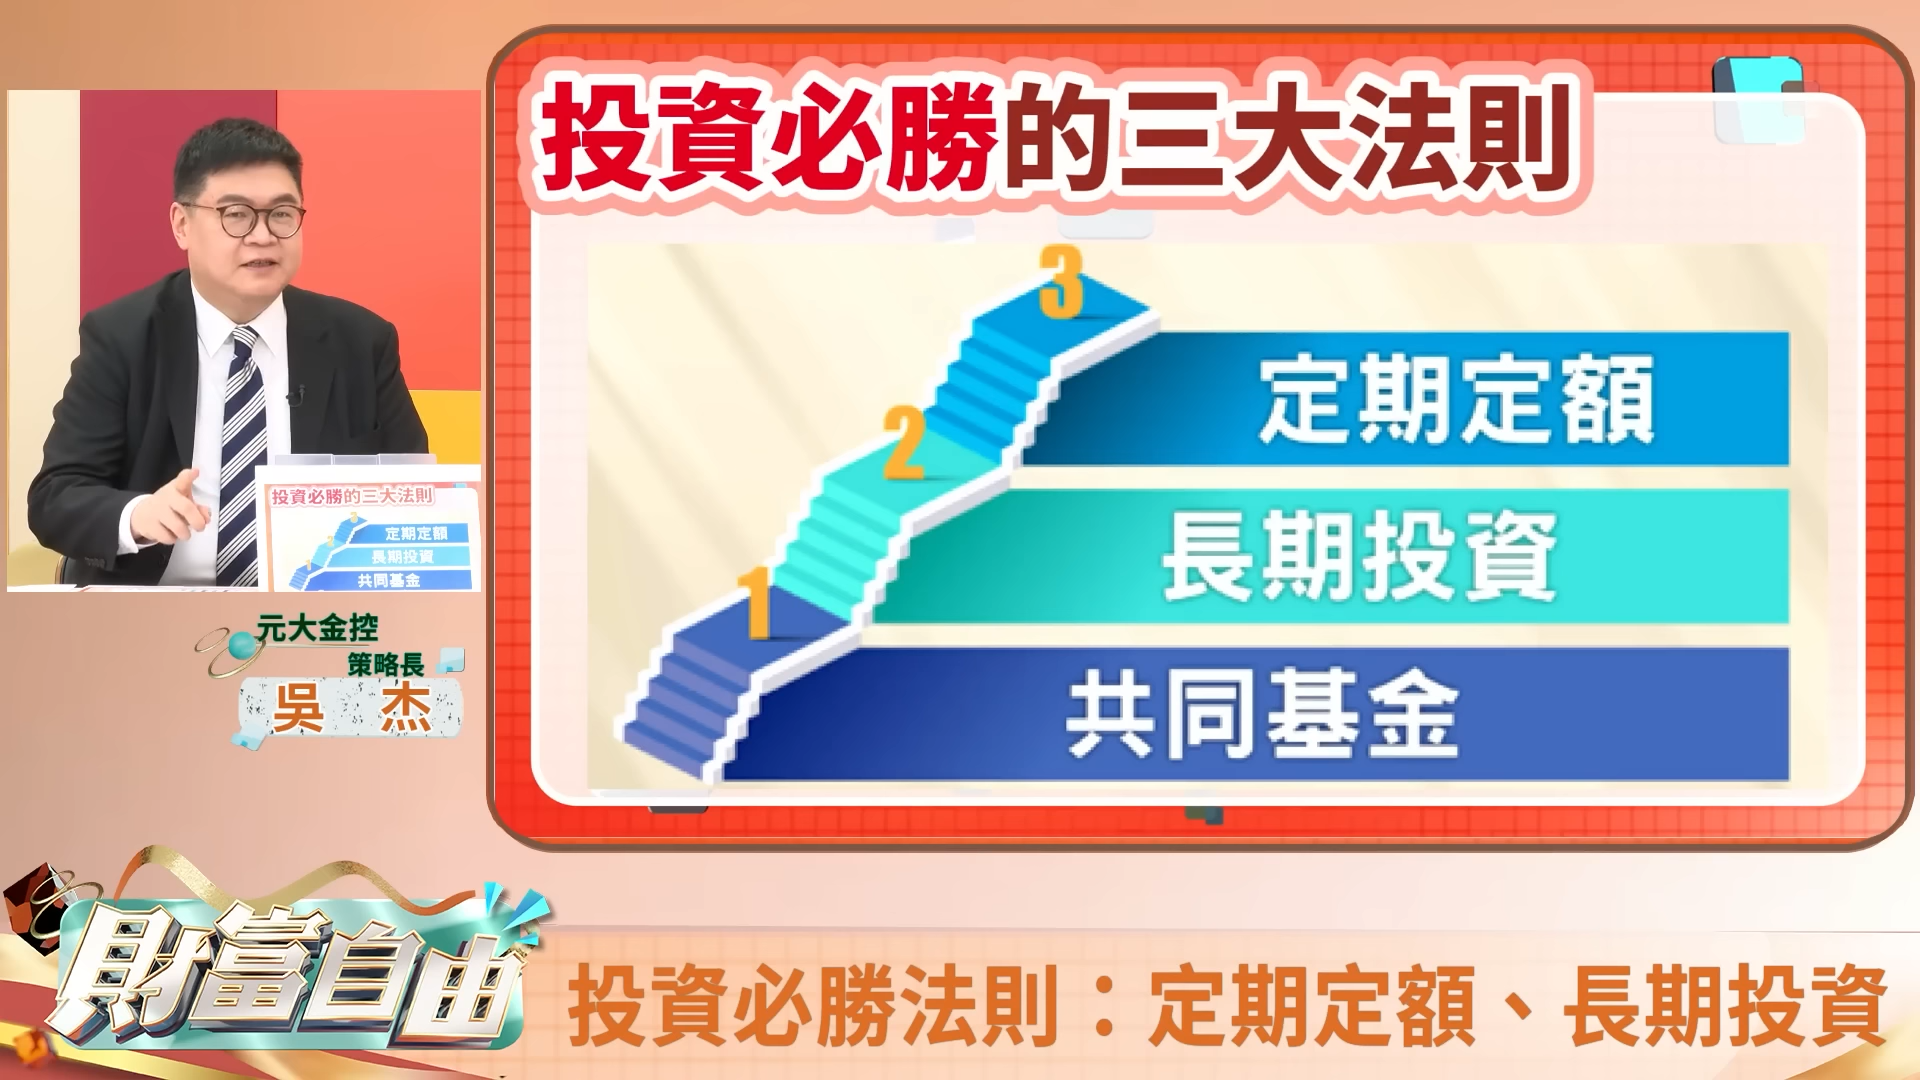 投資必勝的三大法則
3
定期定額
2
長期投資
1
共同基金
投資必勝的三大法則
3
定期定額
2
長期投資
1
共同基金
元大金控
策略長
吳 杰
財富自由
投資必勝法則：定期定額、長期投資